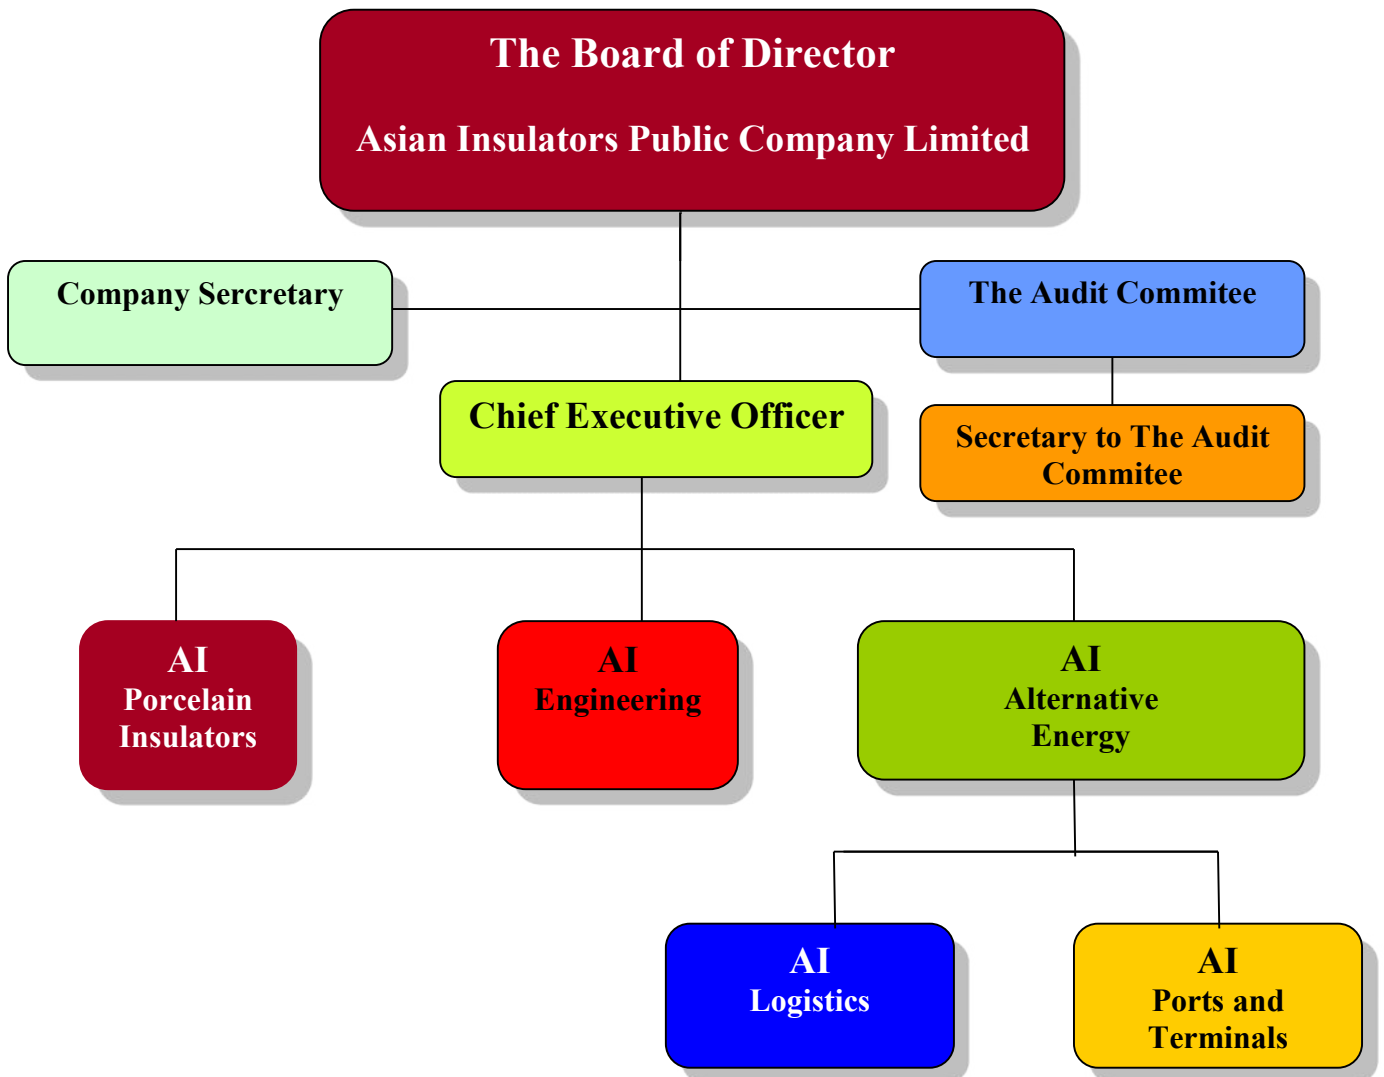 The Board of Director
Asian Insulators Public Company Limited
Company Sercretary
The Audit Commitee
Chief Executive Officer
Secretary to The Audit
Commitee
AI
Porcelain
Insulators
AI
Engineering
AI
Alternative
Energy
AI
Logistics
AI
Ports and
Terminals